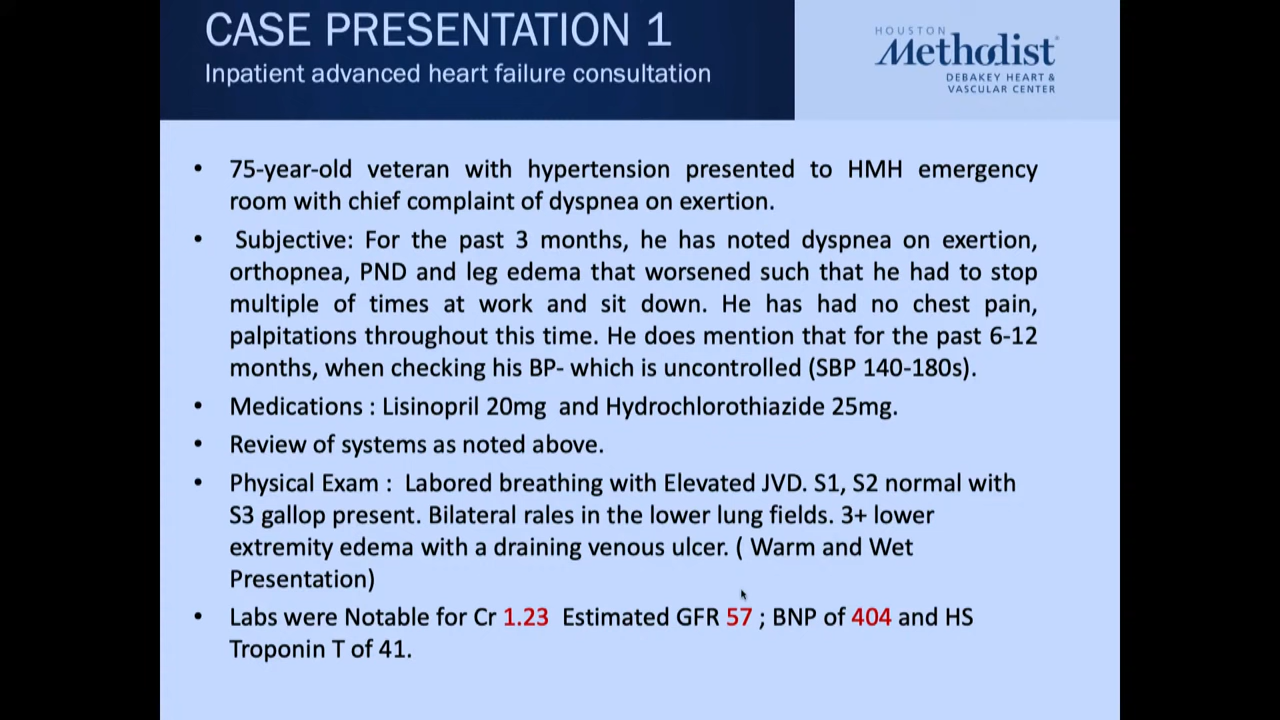 CASE PRESENTATION 1
Inpatient advanced heart failure consultation
HOUSTON
Methodist
DEBAKEY HEART &
VASCULAR CENTER
• 75-year-old veteran with hypertension presented to HMH emergency
room with chief complaint of dyspnea on exertion.
• Subjective: For the past 3 months, he has noted dyspnea on exertion,
orthopnea, PND and leg edema that worsened such that he had to stop
multiple of times at work and sit down. He has had no chest pain,
palpitations throughout this time. He does mention that for the past 6-12
months, when checking his BP- which is uncontrolled (SBP 140-180s).
• Medications : Lisinopril 20mg and Hydrochlorothiazide 25mg.
• Review of systems as noted above.
• Physical Exam : Labored breathing with Elevated JVD. S1, S2 normal with
S3 gallop present. Bilateral rales in the lower lung fields. 3+ lower
extremity edema with a draining venous ulcer. ( Warm and Wet
Presentation)
• Labs were Notable for Cr 1.23 Estimated GFR 57 ; BNP of 404 and HS
Troponin T of 41.